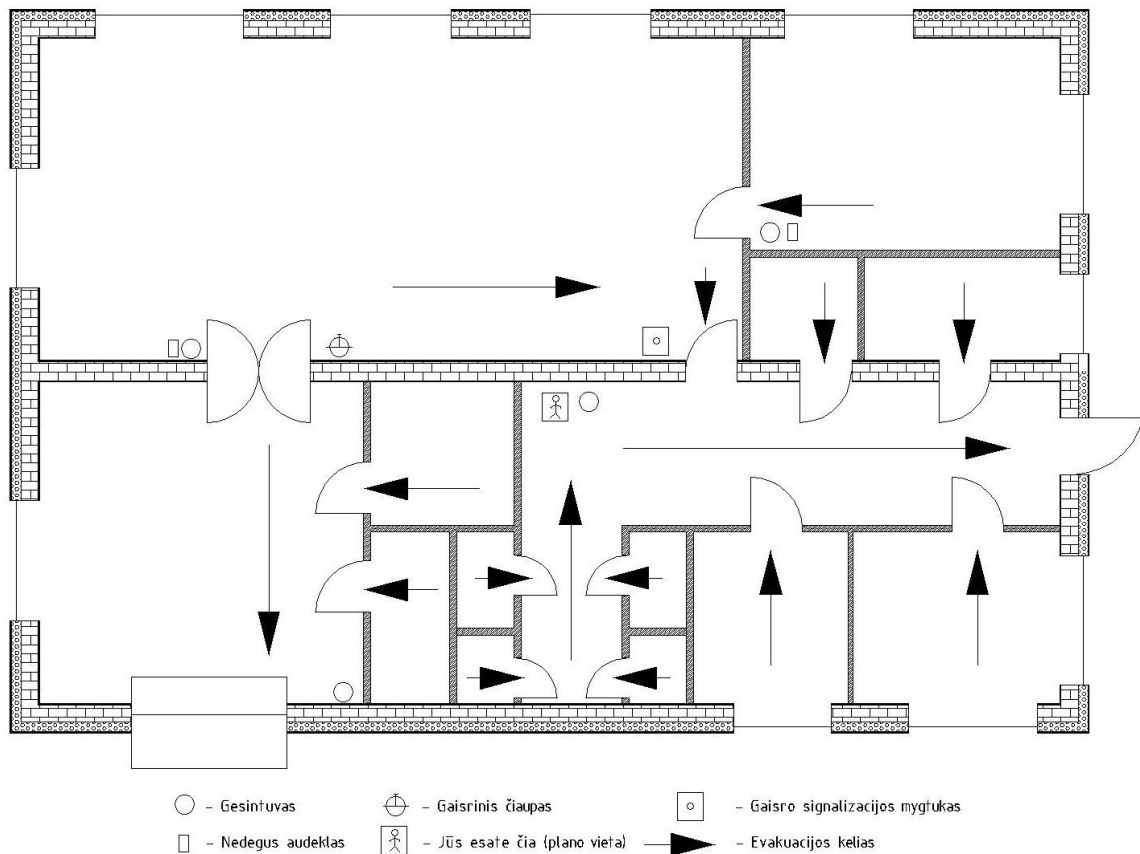 - Gesintuvas
- Gaisrinis čiaupas
- Gaisro signalizacijos mygtukas
- Nedegus audeklas
- Jūs esate čia (plano vieta)
- Evakuacijos kelias